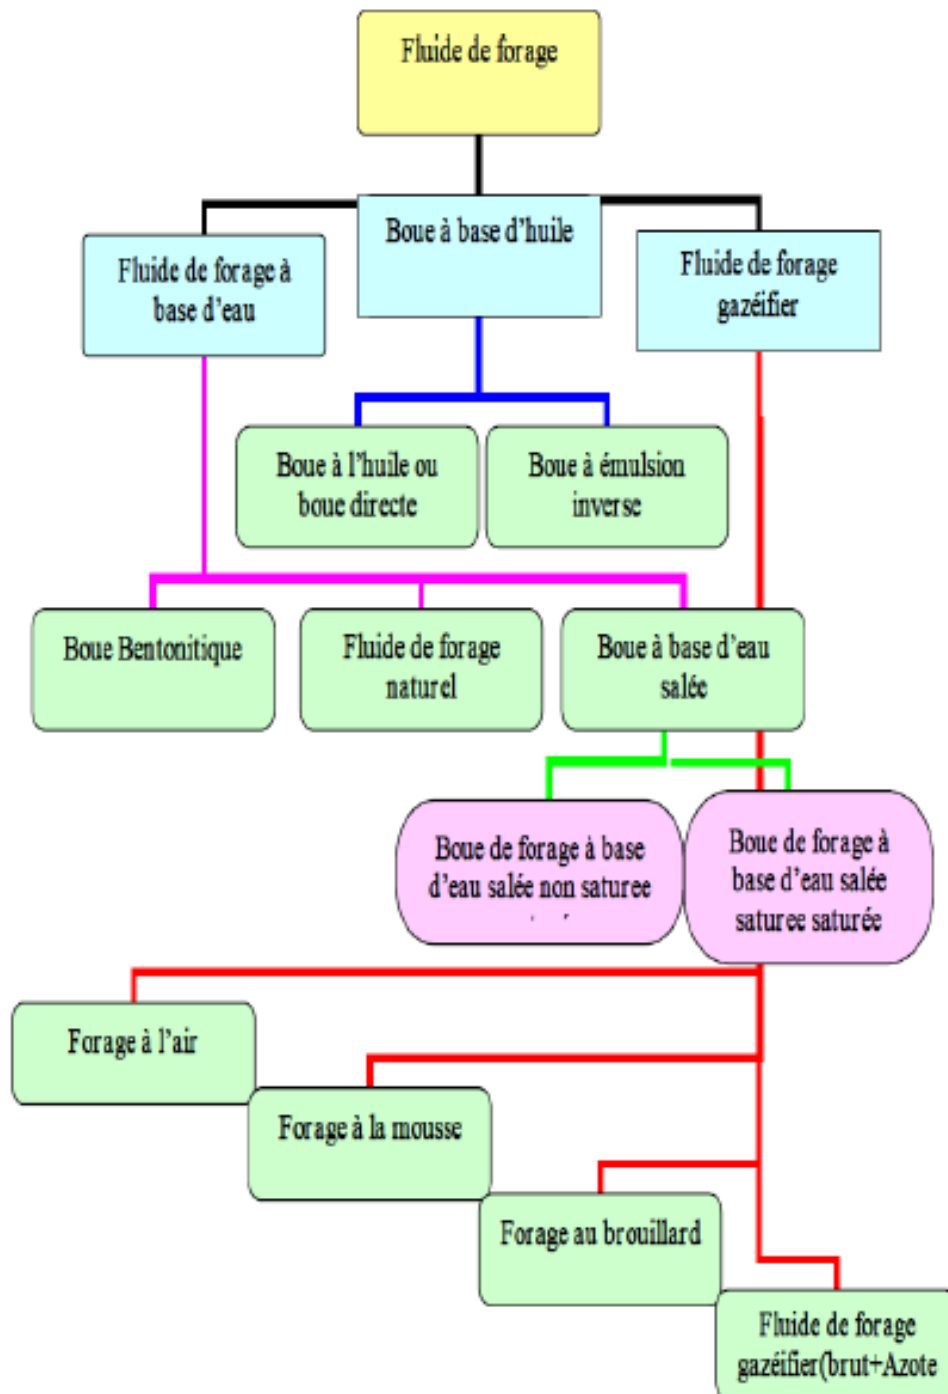 Fluide de forage
Boue à base d'huile
Fluide de forage à
base d'eau
Fluide de forage
gazéifier
Boue à l'huile ou
boue directe
Boue à émulsion
inverse
Boue Bentonitique
Fluide de forage
naturel
Boue à base d'eau
salée
Boue de forage à base
d'eau salée non saturee
Boue de forage à
base d'eau salée
saturee saturée
Forage à l'air
Forage à la mousse
Forage au brouillard
Fluide de forage
gazéifier(brut+Azote